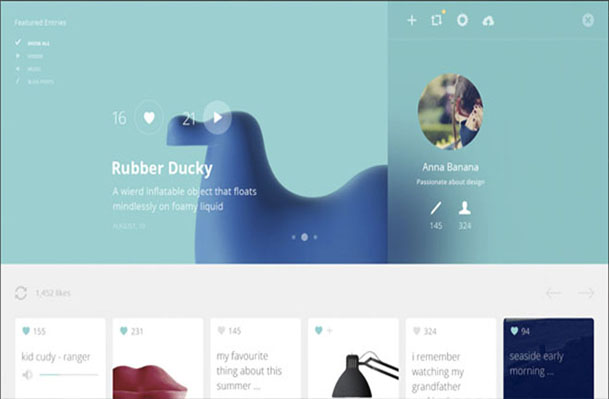 Featured Entries
SHOW ALL
VIDEOS
MUSIC
BLOG POSTS
16
21
Rubber Ducky
A wierd inflatable object that floats
mindlessly on foamy liquid
AUGUST, 10
Anna Banana
Passionate about design
145
324
1,452 likes
155
kid cudy - ranger
231
145
my favourite
thing about this
summer ...
+
324
i remember
watching my
grandfather
94
seaside early
morning ...